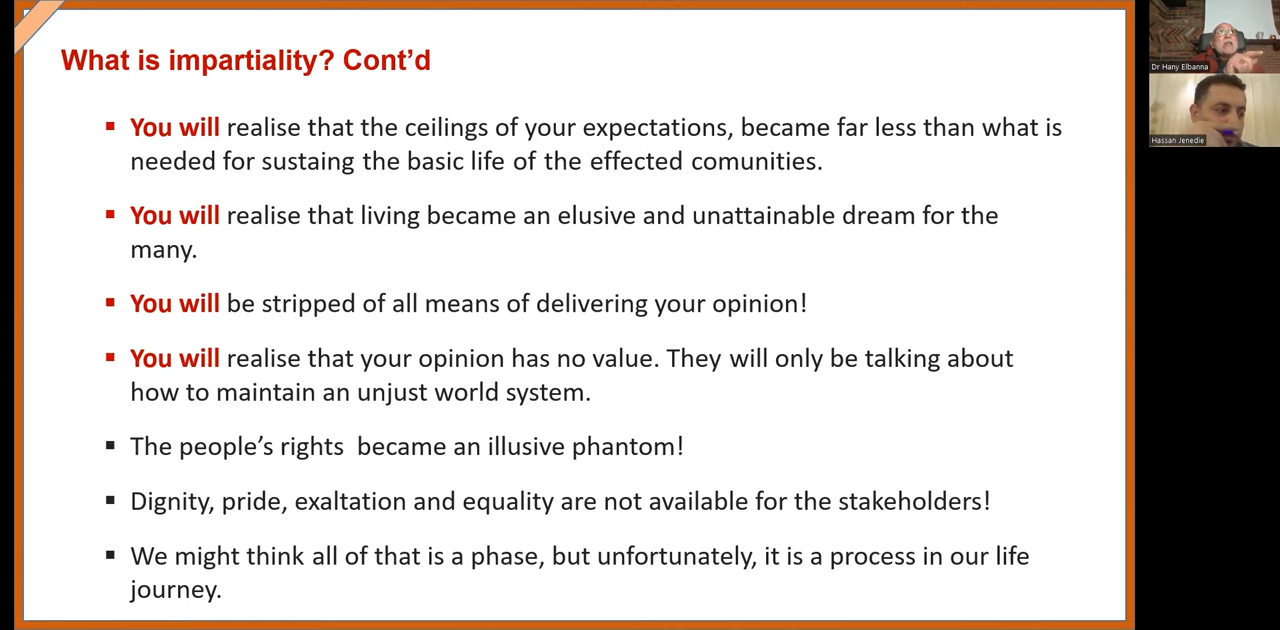 What is impartiality? Cont'd
▪ You will realise that the ceilings of your expectations, became far less than what is
needed for sustaing the basic life of the effected comunities.
▪ You will realise that living became an elusive and unattainable dream for the
many.
▪ You will be stripped of all means of delivering your opinion!
▪ You will realise that your opinion has no value. They will only be talking about
how to maintain an unjust world system.
▪ The people's rights  became an illusive phantom!
▪ Dignity, pride, exaltation and equality are not available for the stakeholders!
▪ We might think all of that is a phase, but unfortunately, it is a process in our life
journey.
Dr Hany Elbanna
Hassan Jenedie